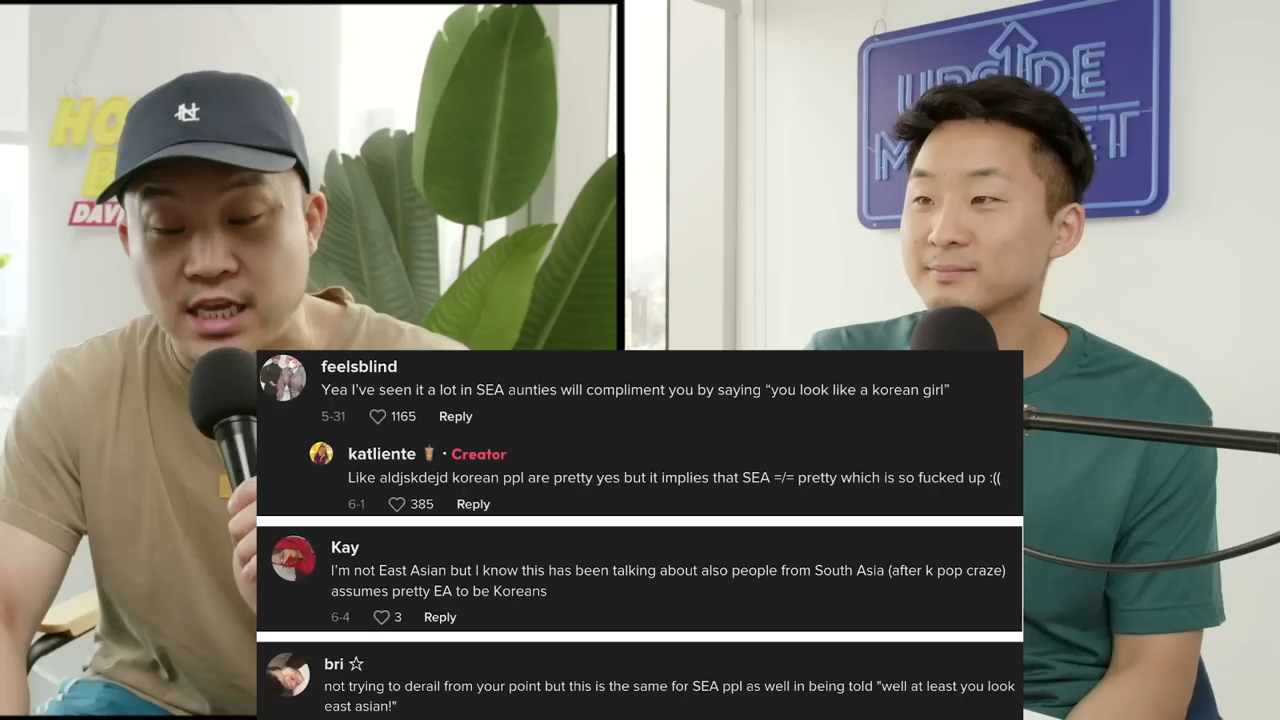 HO
DAV
UPSIDE
feelsblind
Yea I've seen it a lot in SEA aunties will compliment you by saying “you look like a korean girl”
5-31 1165 Reply
katliente 🧋 · Creator
Like aldjskdejd korean ppl are pretty yes but it implies that SEA =/= pretty which is so fucked up :((
6-1 385 Reply
Kay
I'm not East Asian but I know this has been talking about also people from South Asia (after k pop craze)
assumes pretty EA to be Koreans
6-4 3 Reply
bri ☆
not trying to derail from your point but this is the same for SEA ppl as well in being told "well at least you look
east asian!"